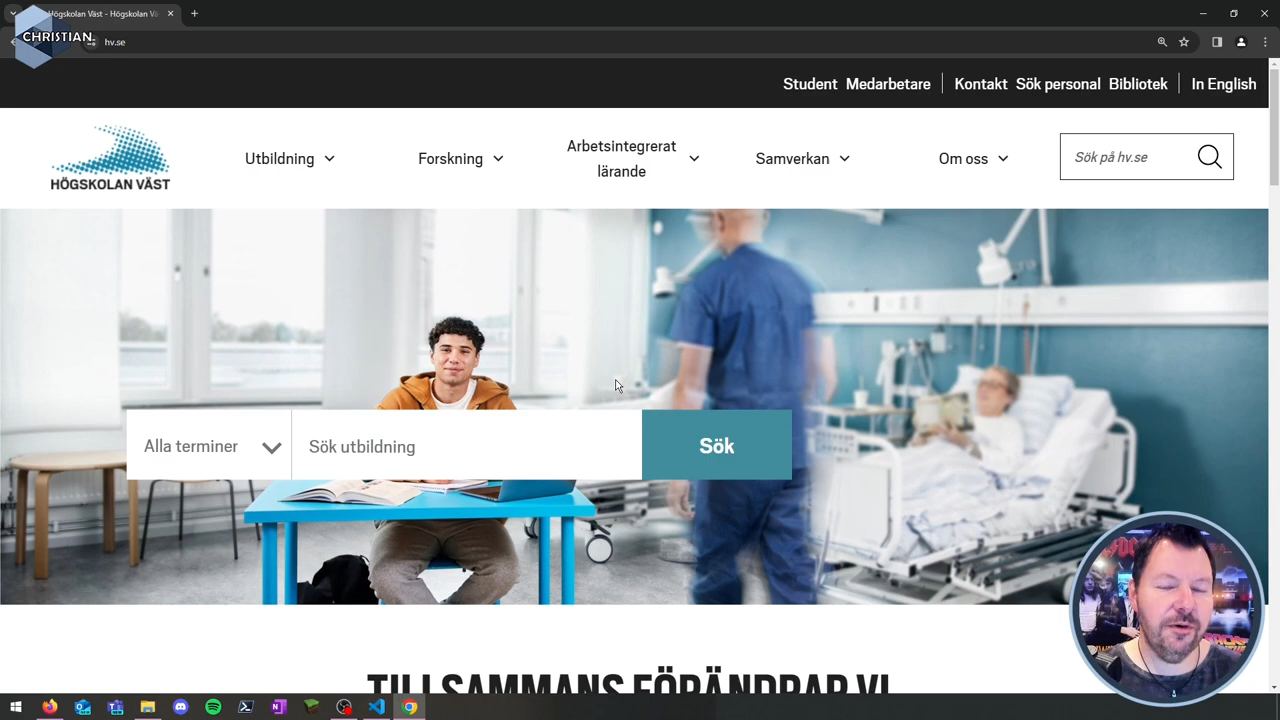 Högskolan Väst - Högskolan Vä
CHRISTIAN.
hv.se
Student Medarbetare Kontakt Sök personal Bibliotek In English
HÖGSKOLAN VÄST
Utbildning
Forskning
Arbetsintegrerat
lärande
Samverkan
Om oss
Sök på hv.se
Alla terminer
Sök utbildning
Sök
TILLSAMMANS FÖRÄNDRAR VI